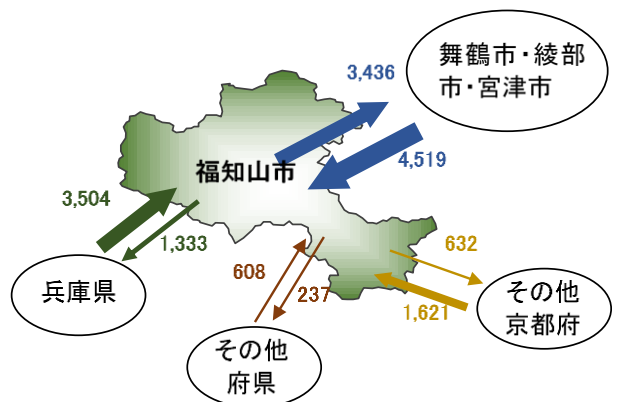 3,436
舞鶴市・綾部
市・宮津市
4,519
福知山市
3,504
1,333
兵庫県
608
237
その他
府県
632
1,621
その他
京都府